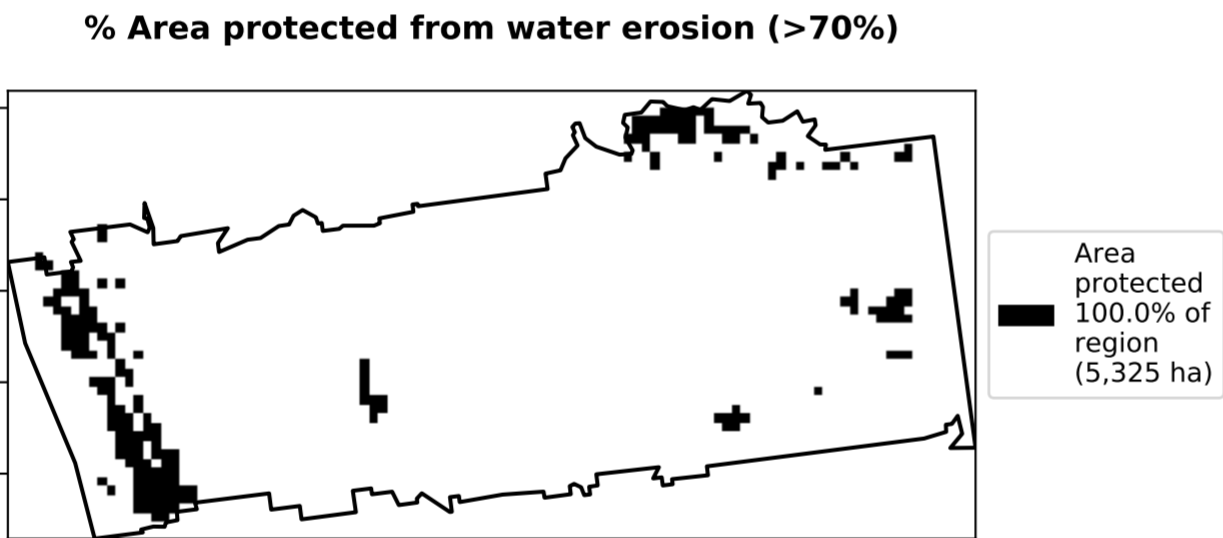 % Area protected from water erosion (>70%)
Area
protected
100.0% of
region
(5,325 ha)